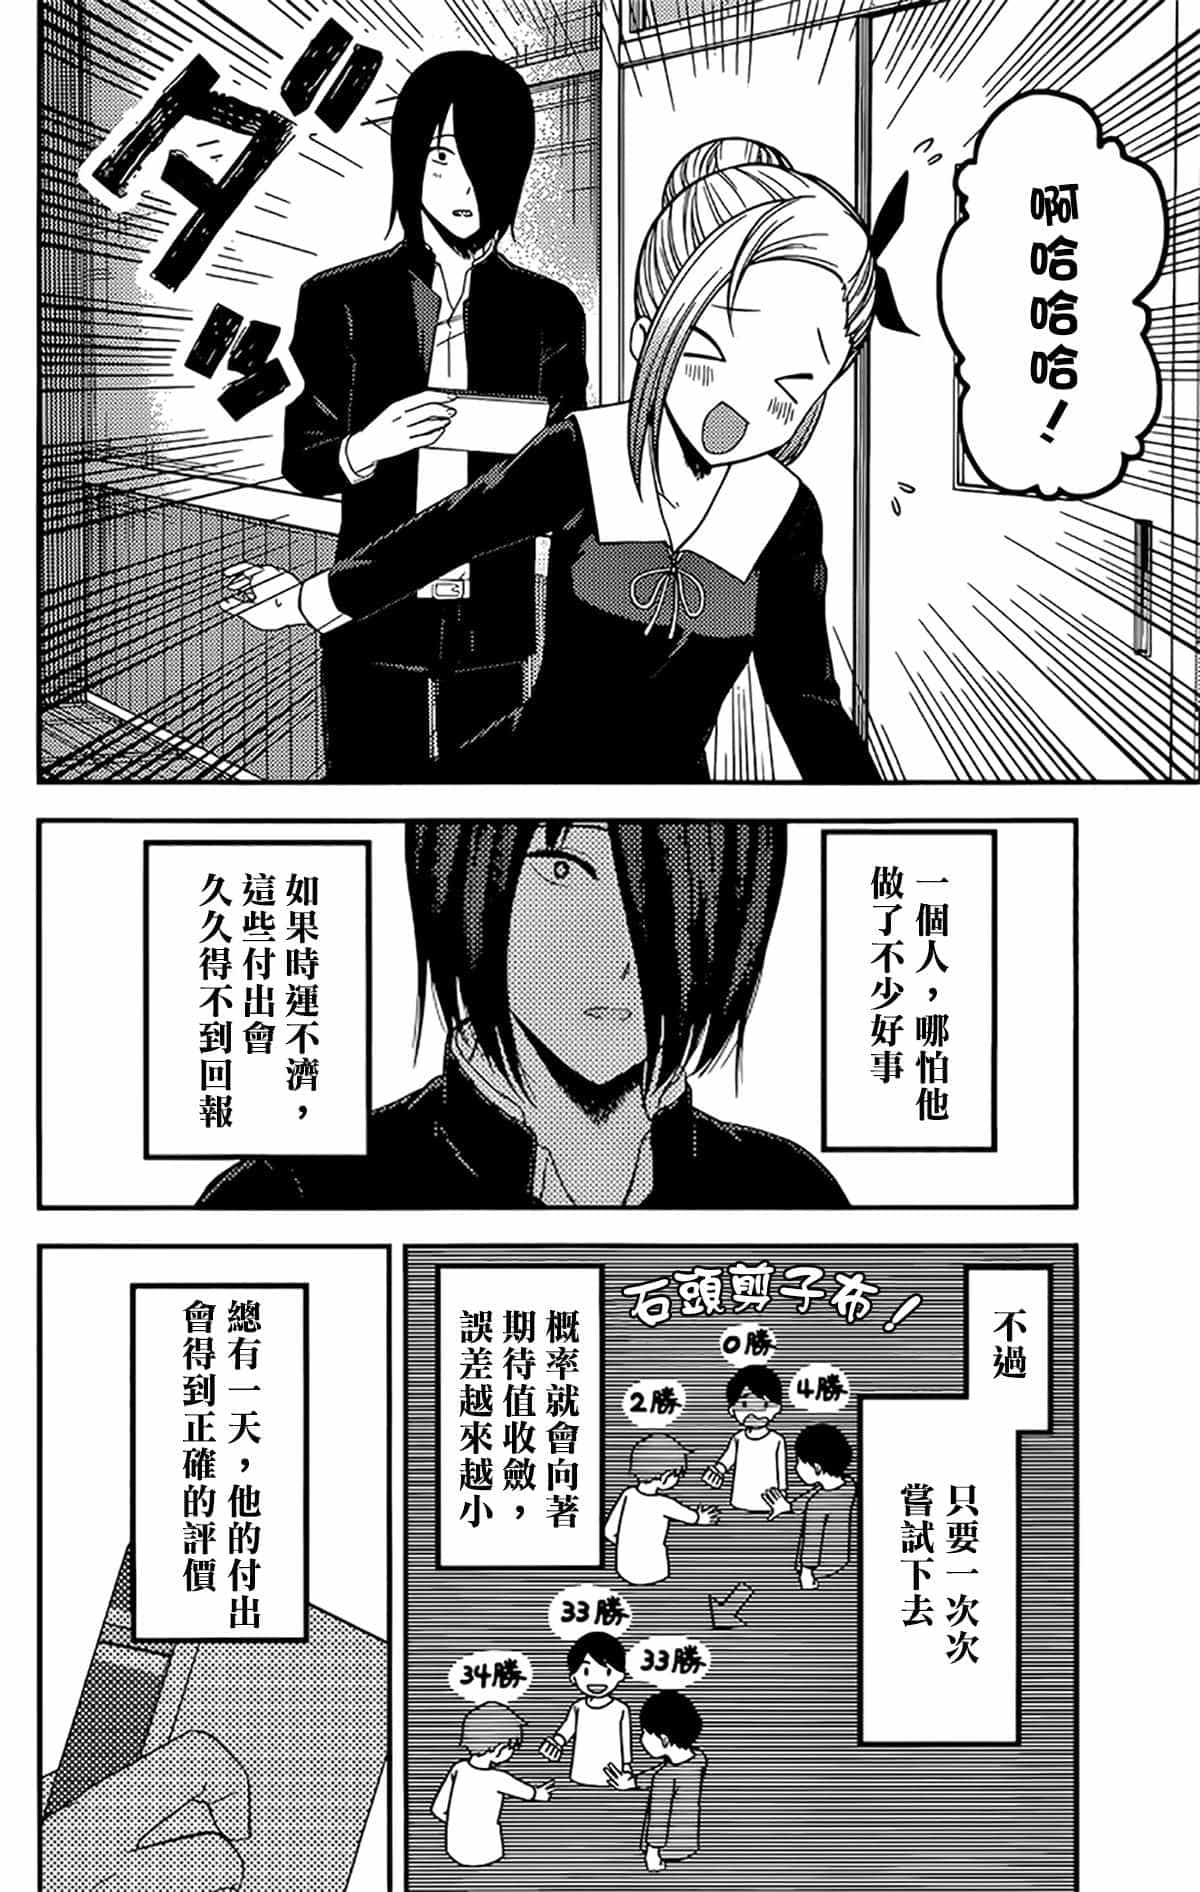 啊哈哈哈！
ダダッ
一個人，哪怕他
做了不少好事
如果時運不濟，
這些付出會
久久得不到回報
不過
只要一次次
嘗試下去
石頭剪子布！
0勝
4勝
2勝
概率就會向著
期待值收斂，
誤差越來越小
33勝
33勝
34勝
總有一天，他的付出
會得到正確的評價